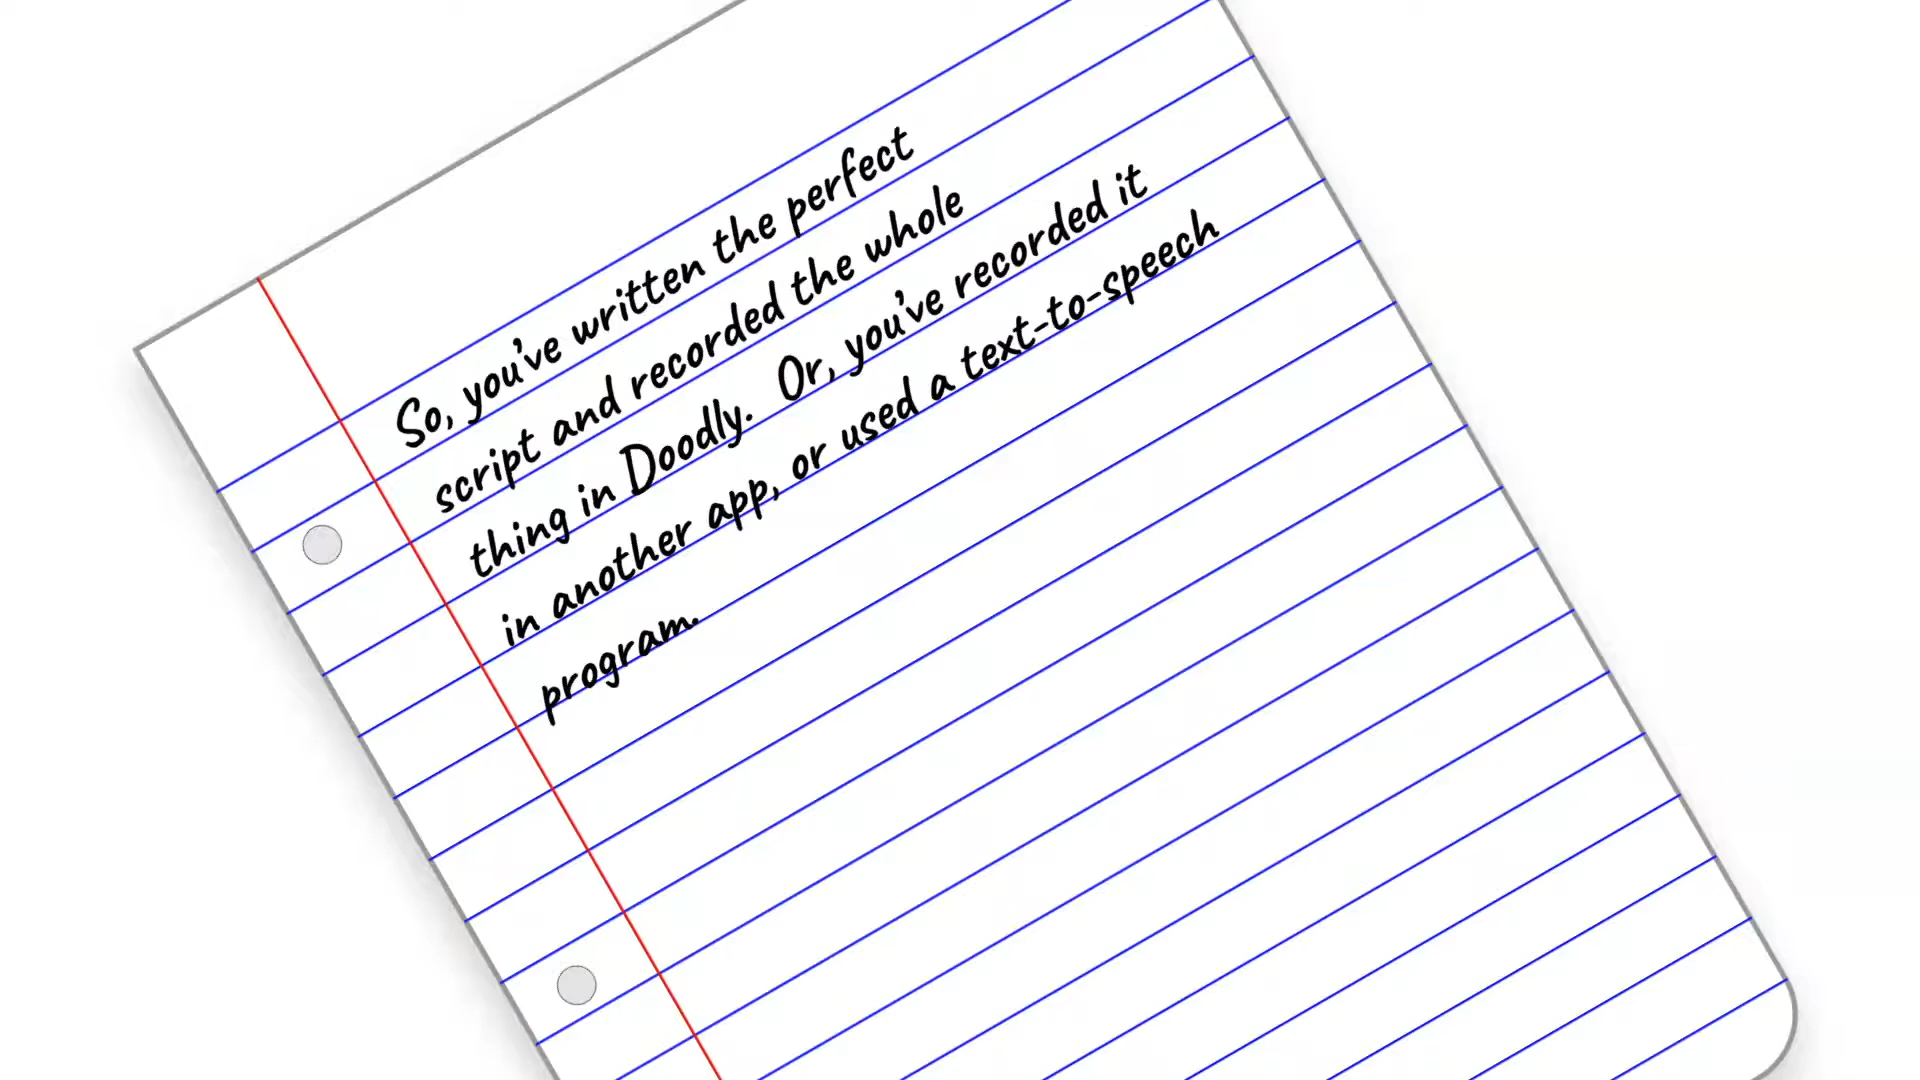 So, you've written the perfect
script and recorded the whole
thing in Doodly. Or, you've recorded it
in another app, or used a text-to-speech
program.